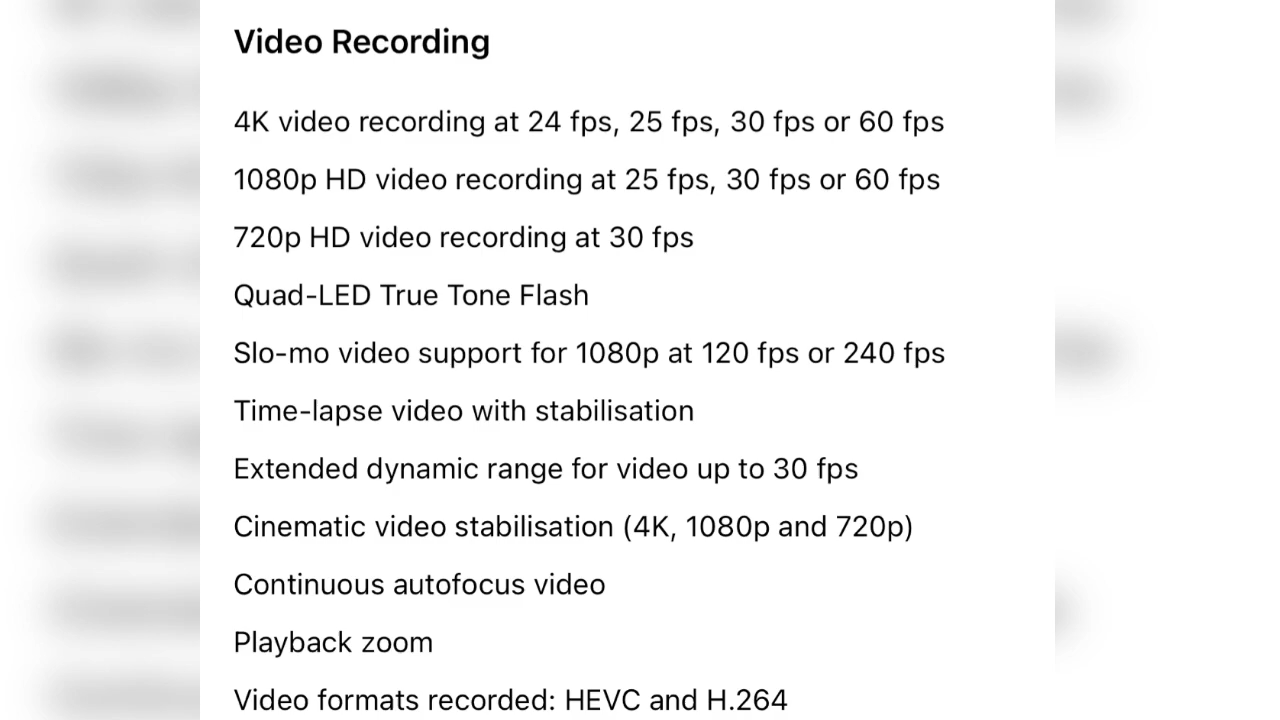 Video Recording
4K video recording at 24 fps, 25 fps, 30 fps or 60 fps
1080p HD video recording at 25 fps, 30 fps or 60 fps
720p HD video recording at 30 fps
Quad-LED True Tone Flash
Slo-mo video support for 1080p at 120 fps or 240 fps
Time-lapse video with stabilisation
Extended dynamic range for video up to 30 fps
Cinematic video stabilisation (4K, 1080p and 720p)
Continuous autofocus video
Playback zoom
Video formats recorded: HEVC and H.264